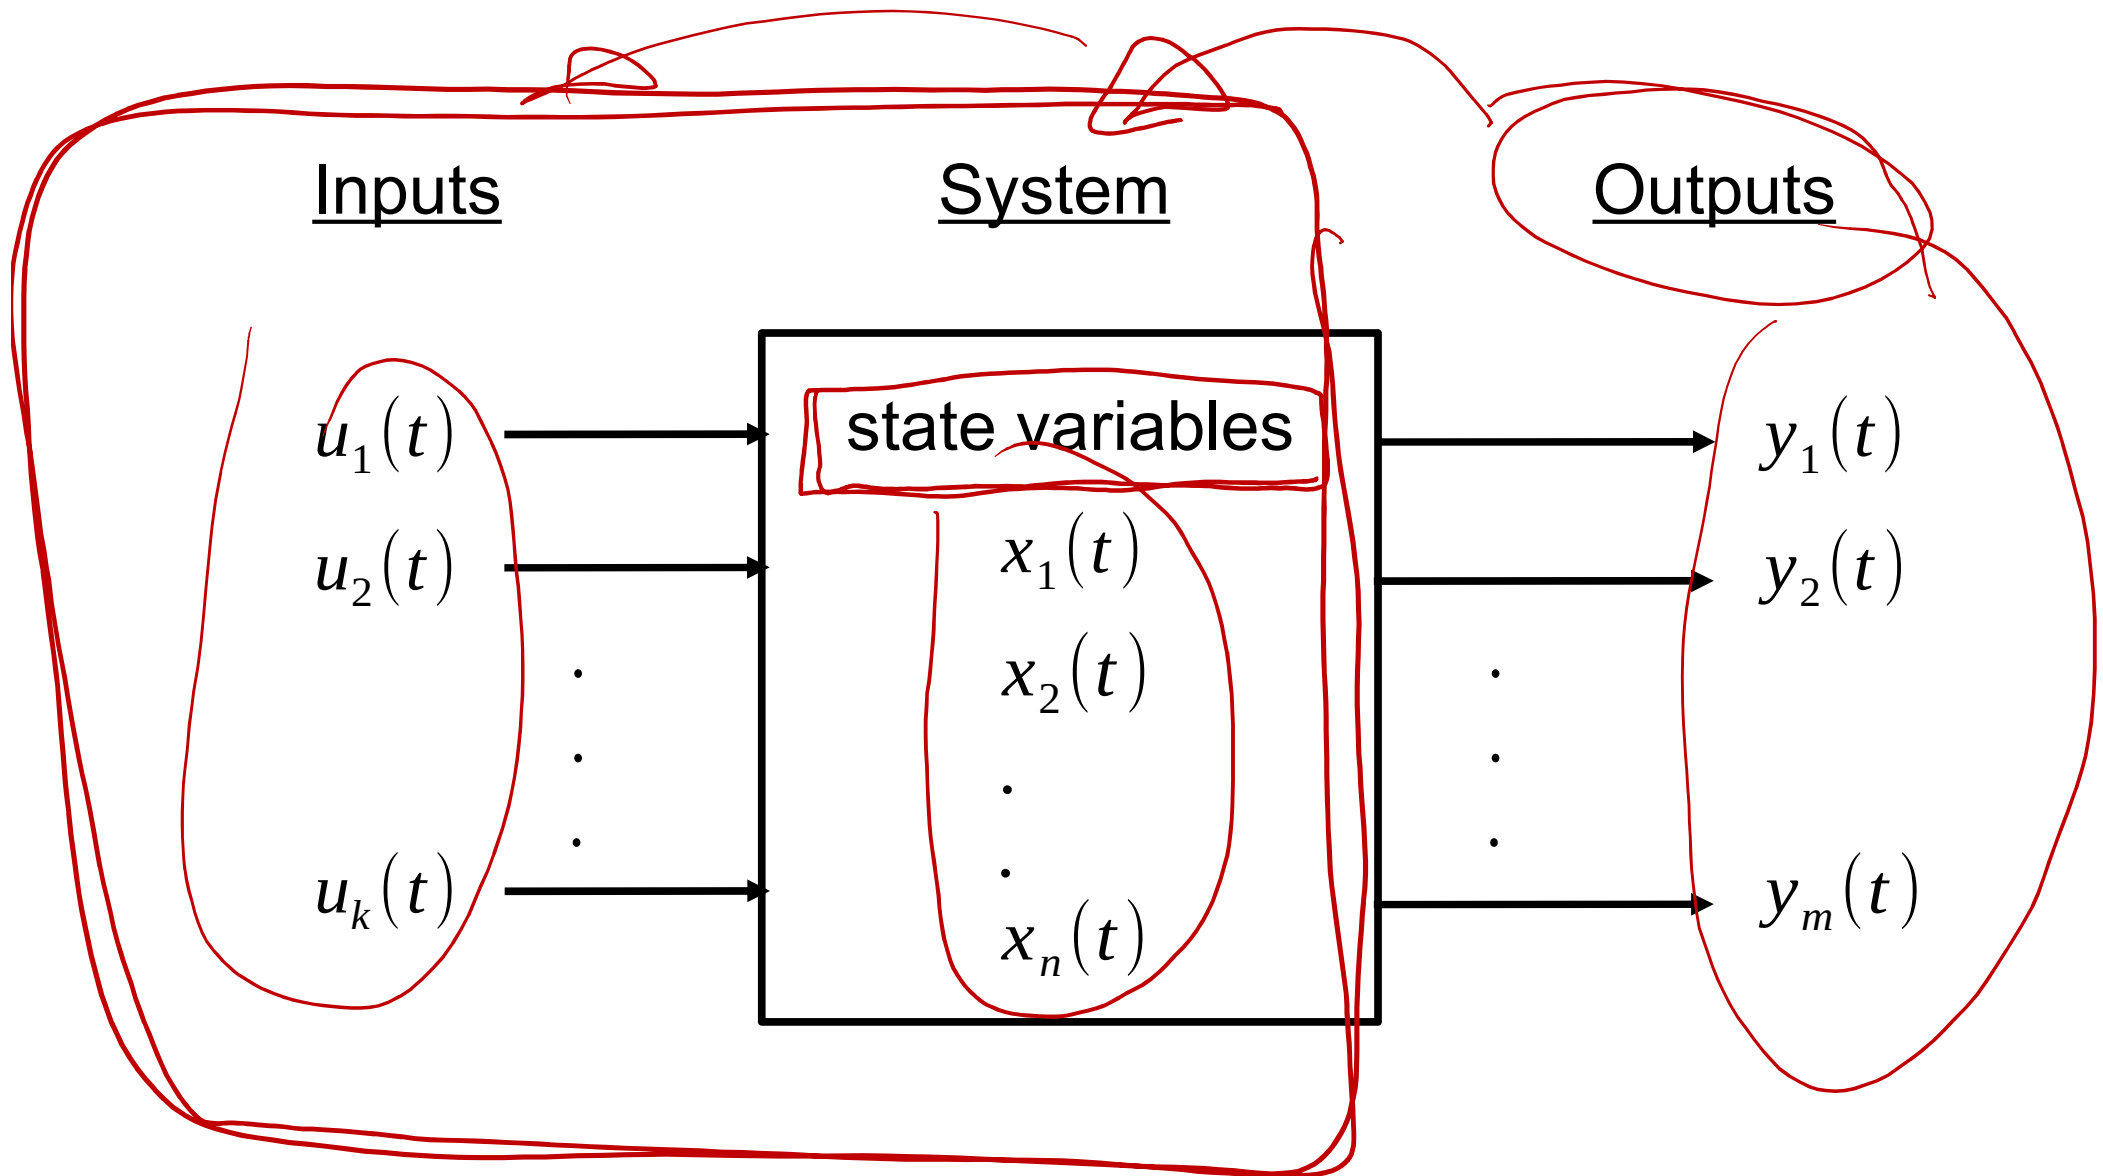 Inputs System Outputs
state variables
u₁(t) y₁(t)
x₁(t)
u₂(t) y₂(t)
x₂(t)
.
.
.
.
.
.
.
.
uₖ(t) yₘ(t)
xₙ(t)